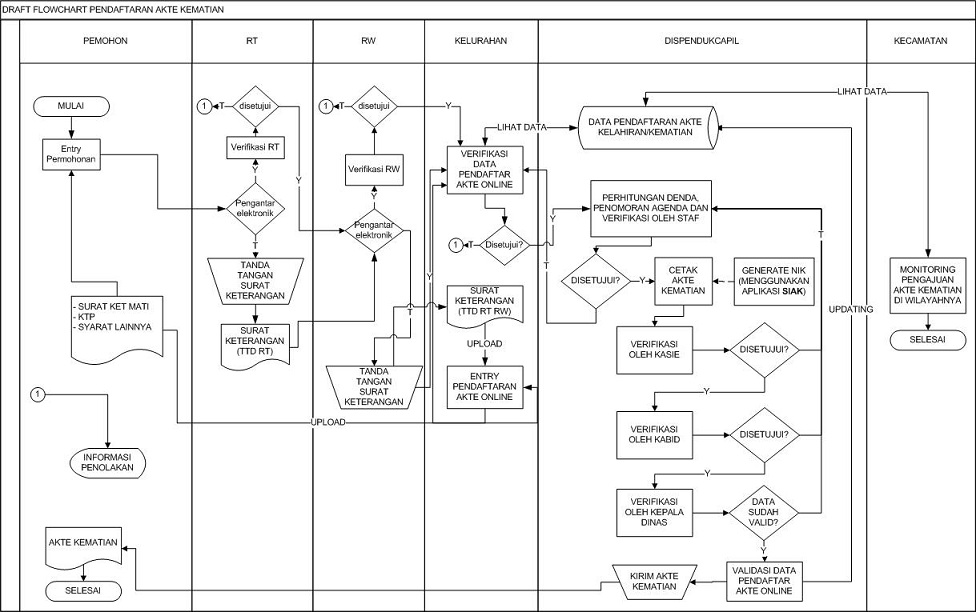 DRAFT FLOWCHART PENDAFTARAN AKTE KEMATIAN
PEMOHON
RT
RW
KELURAHAN
DISPENDUKCAPIL
KECAMATAN
MULAI
Entry
Permohonan
- SURAT KET MATI
- KTP
- SYARAT LAINNYA
1
INFORMASI
PENOLAKAN
AKTE KEMATIAN
SELESAI
1
T
disetujui
Verifikasi RT
Y
Y
Pengantar
elektronik
T
TANDA
TANGAN
SURAT
KETERANGAN
SURAT
KETERANGAN
(TTD RT)
1
T
disetujui
Y
Verifikasi RW
Y
Pengantar
elektronik
T
TANDA
TANGAN
SURAT
KETERANGAN
UPLOAD
LIHAT DATA
VERIFIKASI
DATA
PENDAFTAR
AKTE ONLINE
1
T
Disetujui?
Y
Y
T
SURAT
KETERANGAN
(TTD RT RW)
UPLOAD
ENTRY
PENDAFTARAN
AKTE ONLINE
DATA PENDAFTARAN AKTE
KELAHIRAN/KEMATIAN
LIHAT DATA
PERHITUNGAN DENDA,
PENOMORAN AGENDA DAN
VERIFIKASI OLEH STAF
T
DISETUJUI?
Y
CETAK
AKTE
KEMATIAN
GENERATE NIK
(MENGGUNAKAN
APLIKASI SIAK)
UPDATING
VERIFIKASI
OLEH KASIE
DISETUJUI?
Y
VERIFIKASI
OLEH KABID
DISETUJUI?
Y
VERIFIKASI
OLEH KEPALA
DINAS
DATA
SUDAH
VALID?
Y
VALIDASI DATA
PENDAFTAR
AKTE ONLINE
KIRIM AKTE
KEMATIAN
MONITORING
PENGAJUAN
AKTE KEMATIAN
DI WILAYAHNYA
SELESAI